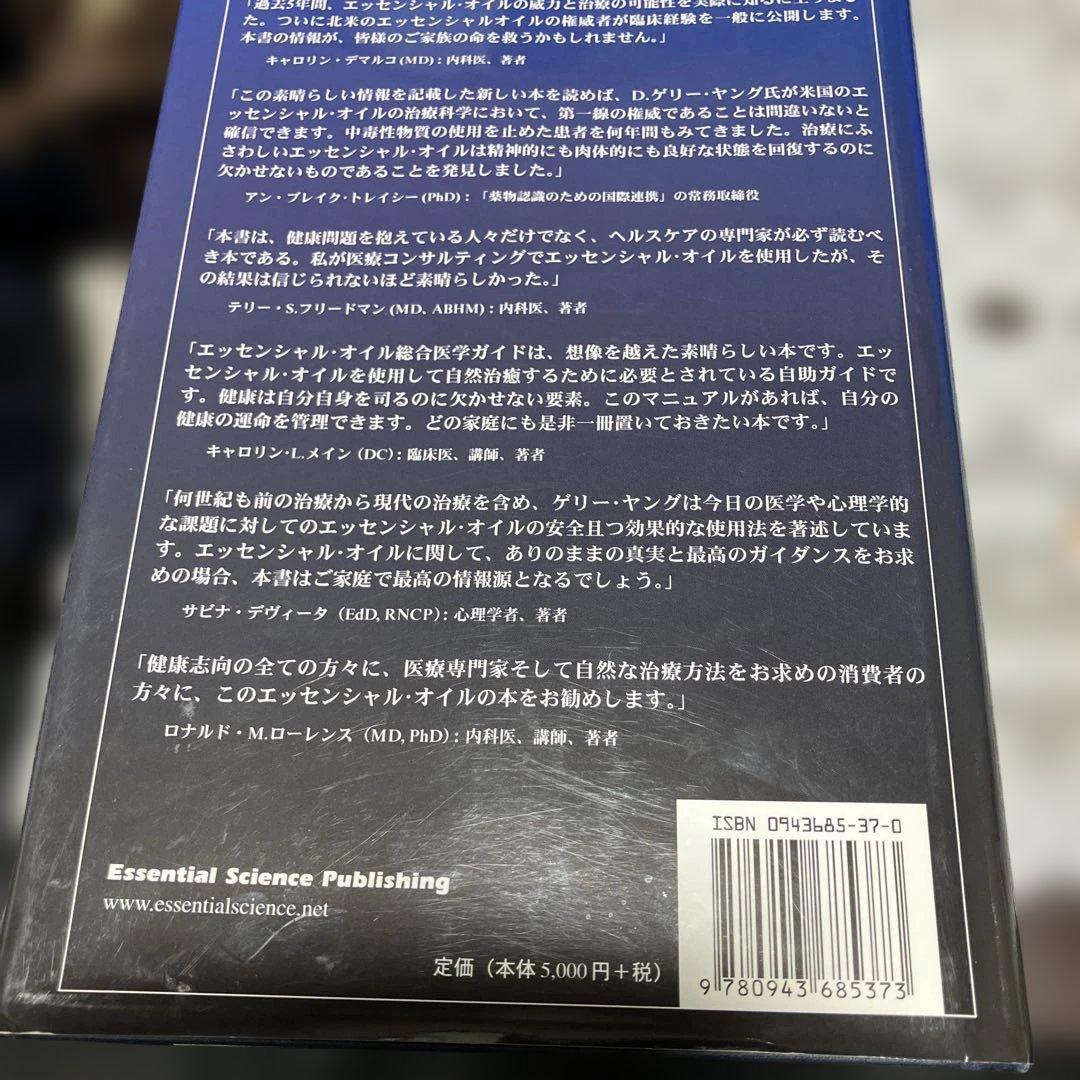 「過去5年間、エッセンシャル・オイルの威力と治療の可能性を実際に知るに至りまし
た。ついに北米のエッセンシャルオイルの権威者が臨床経験を一般に公開します。
本書の情報が、皆様のご家族の命を救うかもしれません。」
キャロリン・デマルコ(MD)：内科医、著者
「この素晴らしい情報を記載した新しい本を読めば、D.ゲリー・ヤング氏が米国のエ
ッセンシャル・オイルの治療科学において、第一線の権威であることは間違いないと
確信できます。中毒性物質の使用を止めた患者を何年間もみてきました。治療にふ
さわしいエッセンシャル・オイルは精神的にも肉体的にも良好な状態を回復するのに
欠かせないものであることを発見しました。」
アン・ブレイク・トレイシー(PhD)：「薬物認識のための国際連携」の常務取締役
「本書は、健康問題を抱えている人々だけでなく、ヘルスケアの専門家が必ず読むべ
き本である。私が医療コンサルティングでエッセンシャル・オイルを使用したが、そ
の結果は信じられないほど素晴らしかった。」
テリー・S.フリードマン(MD、ABHM)：内科医、著者
「エッセンシャル・オイル総合医学ガイドは、想像を越えた素晴らしい本です。エッ
センシャル・オイルを使用して自然治癒するために必要とされている自助ガイドで
す。健康は自分自身を司るのに欠かせない要素。このマニュアルがあれば、自分の
健康の運命を管理できます。どの家庭にも是非一冊置いておきたい本です。」
キャロリン・L.メイン（DC）：臨床医、講師、著者
「何世紀も前の治療から現代の治療を含め、ゲリー・ヤングは今日の医学や心理学的
な課題に対してのエッセンシャル・オイルの安全且つ効果的な使用法を著述していま
す。エッセンシャル・オイルに関して、ありのままの真実と最高のガイダンスをお求
めの場合、本書はご家庭で最高の情報源となるでしょう。」
サビナ・デヴィータ（EdD, RNCP）：心理学者、著者
「健康志向の全ての方々に、医療専門家そして自然な治療方法をお求めの消費者の
方々に、このエッセンシャル・オイルの本をお勧めします。」
ロナルド・M.ローレンス（MD, PhD）：内科医、講師、著者
ISBN 0943685-37-0
Essential Science Publishing
www.essentialscience.net
定価（本体 5,000 円＋税）
9 780943 685373